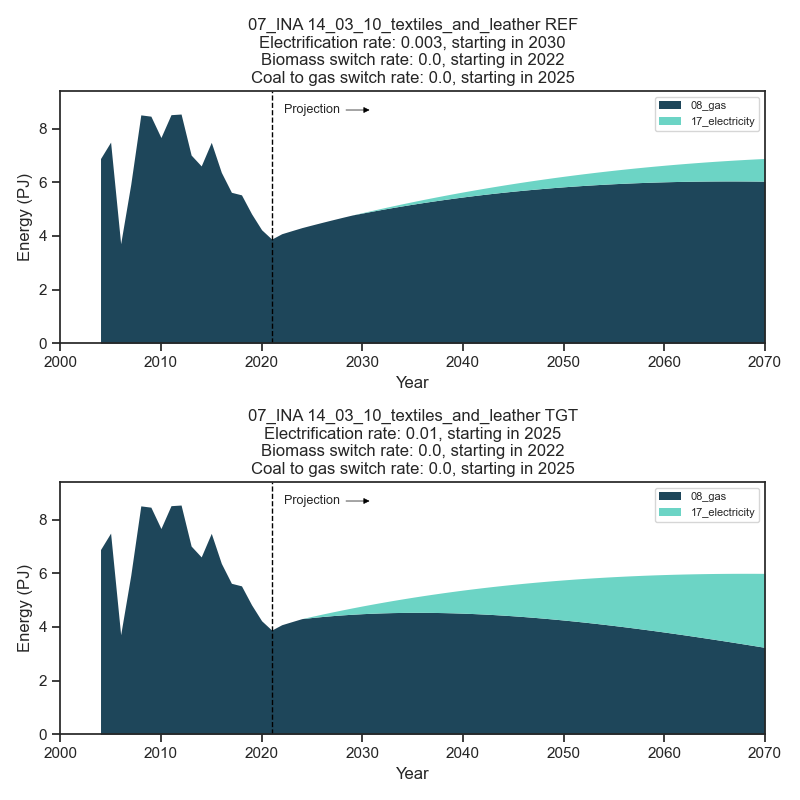 07_INA 14_03_10_textiles_and_leather REF
Electrification rate: 0.003, starting in 2030
Biomass switch rate: 0.0, starting in 2022
Coal to gas switch rate: 0.0, starting in 2025
Projection
08_gas
17_electricity
8
6
4
2
0
Energy (PJ)
2000 2010 2020 2030 2040 2050 2060 2070
Year
07_INA 14_03_10_textiles_and_leather TGT
Electrification rate: 0.01, starting in 2025
Biomass switch rate: 0.0, starting in 2022
Coal to gas switch rate: 0.0, starting in 2025
Projection
08_gas
17_electricity
8
6
4
2
0
Energy (PJ)
2000 2010 2020 2030 2040 2050 2060 2070
Year